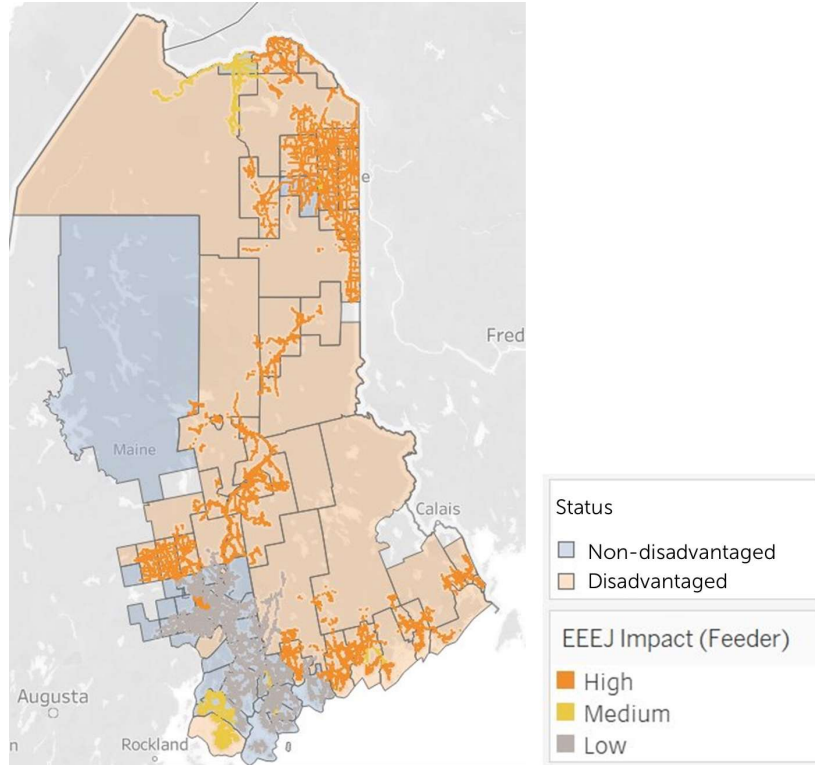 e
Fred
Maine
Calais
Augusta
n
Rockland
Status
Non-disadvantaged
Disadvantaged
EEEJ Impact (Feeder)
High
Medium
Low